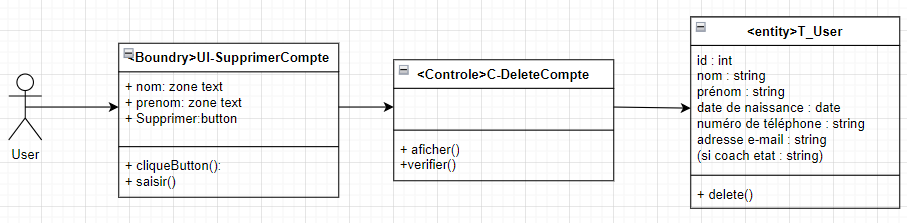 User
<Boundry>UI-SupprimerCompte
+ nom: zone text
+ prenom: zone text
+ Supprimer:button
+ cliqueButton():
+ saisir()
<Controle>C-DeleteCompte
+ aficher()
+verifier()
<entity>T_User
id : int
nom : string
prénom : string
date de naissance : date
numéro de téléphone : string
adresse e-mail : string
(si coach etat : string)
+ delete()